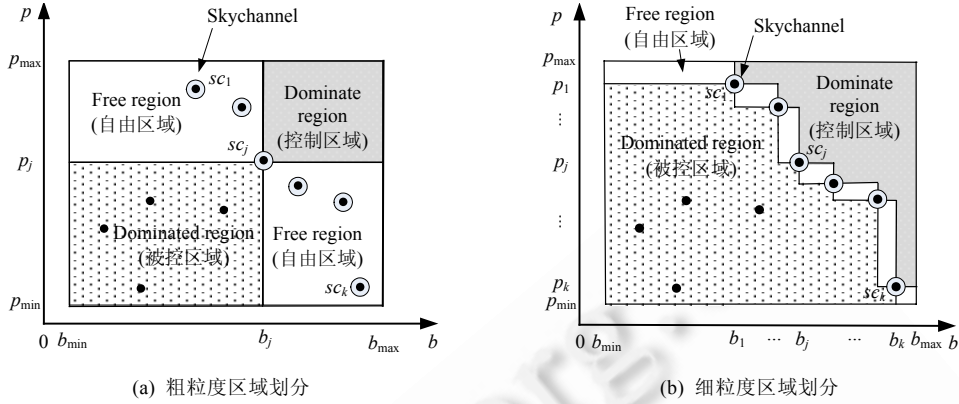 p
Skychannel
p_max
sc_1
Free region
(自由区域)
Dominate
region
(控制区域)
p_j
sc_j
Dominated region
(被控区域)
Free region
(自由区域)
sc_k
p_min
0 b_min b_j b_max b
(a) 粗粒度区域划分
p
Free region
(自由区域)
Skychannel
p_max
p_1
sc_1
⋮
Dominate
region
(控制区域)
p_j
Dominated region
(被控区域)
sc_j
⋮
p_k
sc_k
p_min
0 b_min b_1 ... b_j ... b_k b_max b
(b) 细粒度区域划分